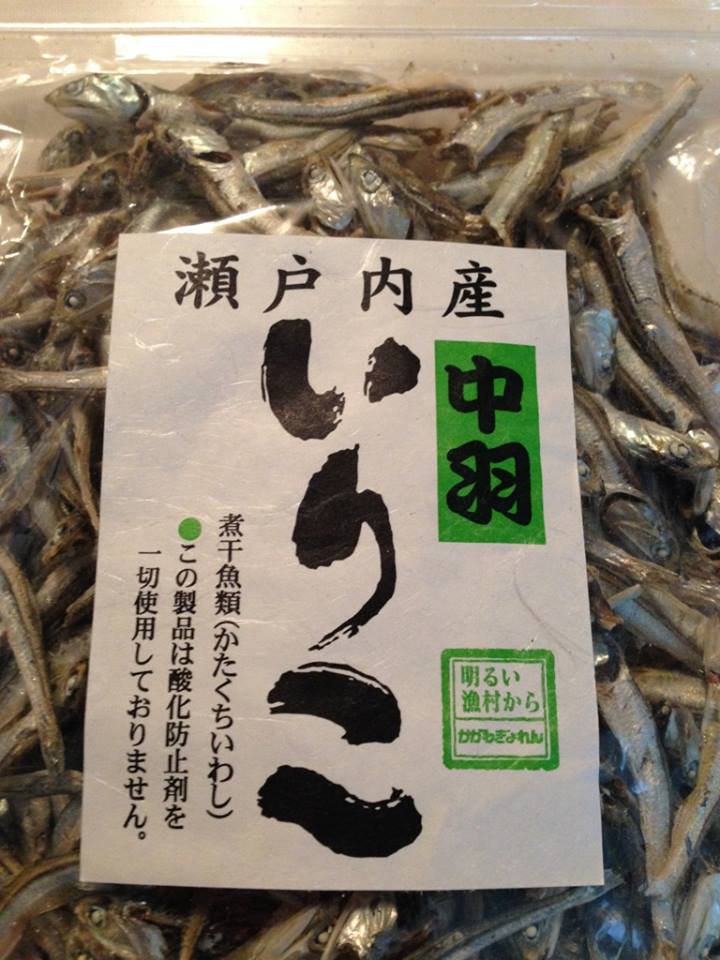 瀬戸内産
中羽
いりこ
明るい
漁村から
かがわぎょれん
煮干魚類(かたくちいわし)
●この製品は酸化防止剤を
一切使用しておりません。